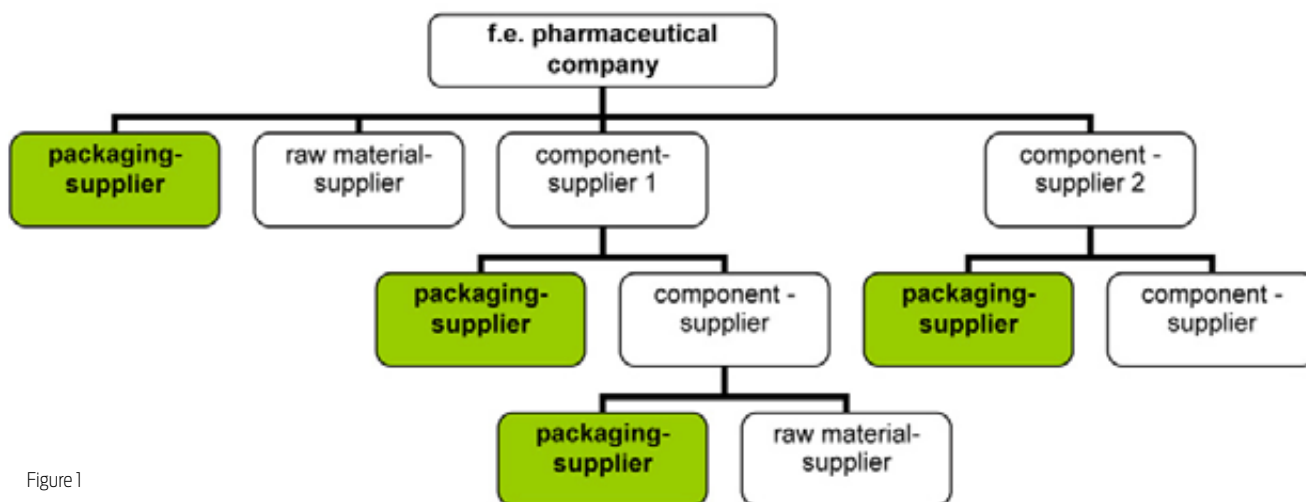 f.e. pharmaceutical
company
packaging-
supplier
raw material-
supplier
component-
supplier 1
component -
supplier 2
packaging-
supplier
component -
supplier
packaging-
supplier
component -
supplier
packaging-
supplier
raw material-
supplier
Figure 1